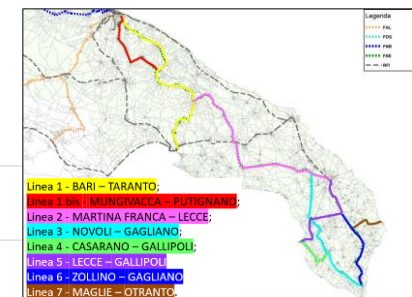 Legenda
FAL
FDG
FSE
RFI
Linea 1 - BARI – TARANTO;
Linea 1 bis - MUNGIVACCA – PUTIGNANO;
Linea 2 - MARTINA FRANCA – LECCE;
Linea 3 - NOVOLI – GAGLIANO;
Linea 4 - CASARANO – GALLIPOLI;
Linea 5 - LECCE – GALLIPOLI
Linea 6 - ZOLLINO – GAGLIANO
Linea 7 - MAGLIE – OTRANTO.